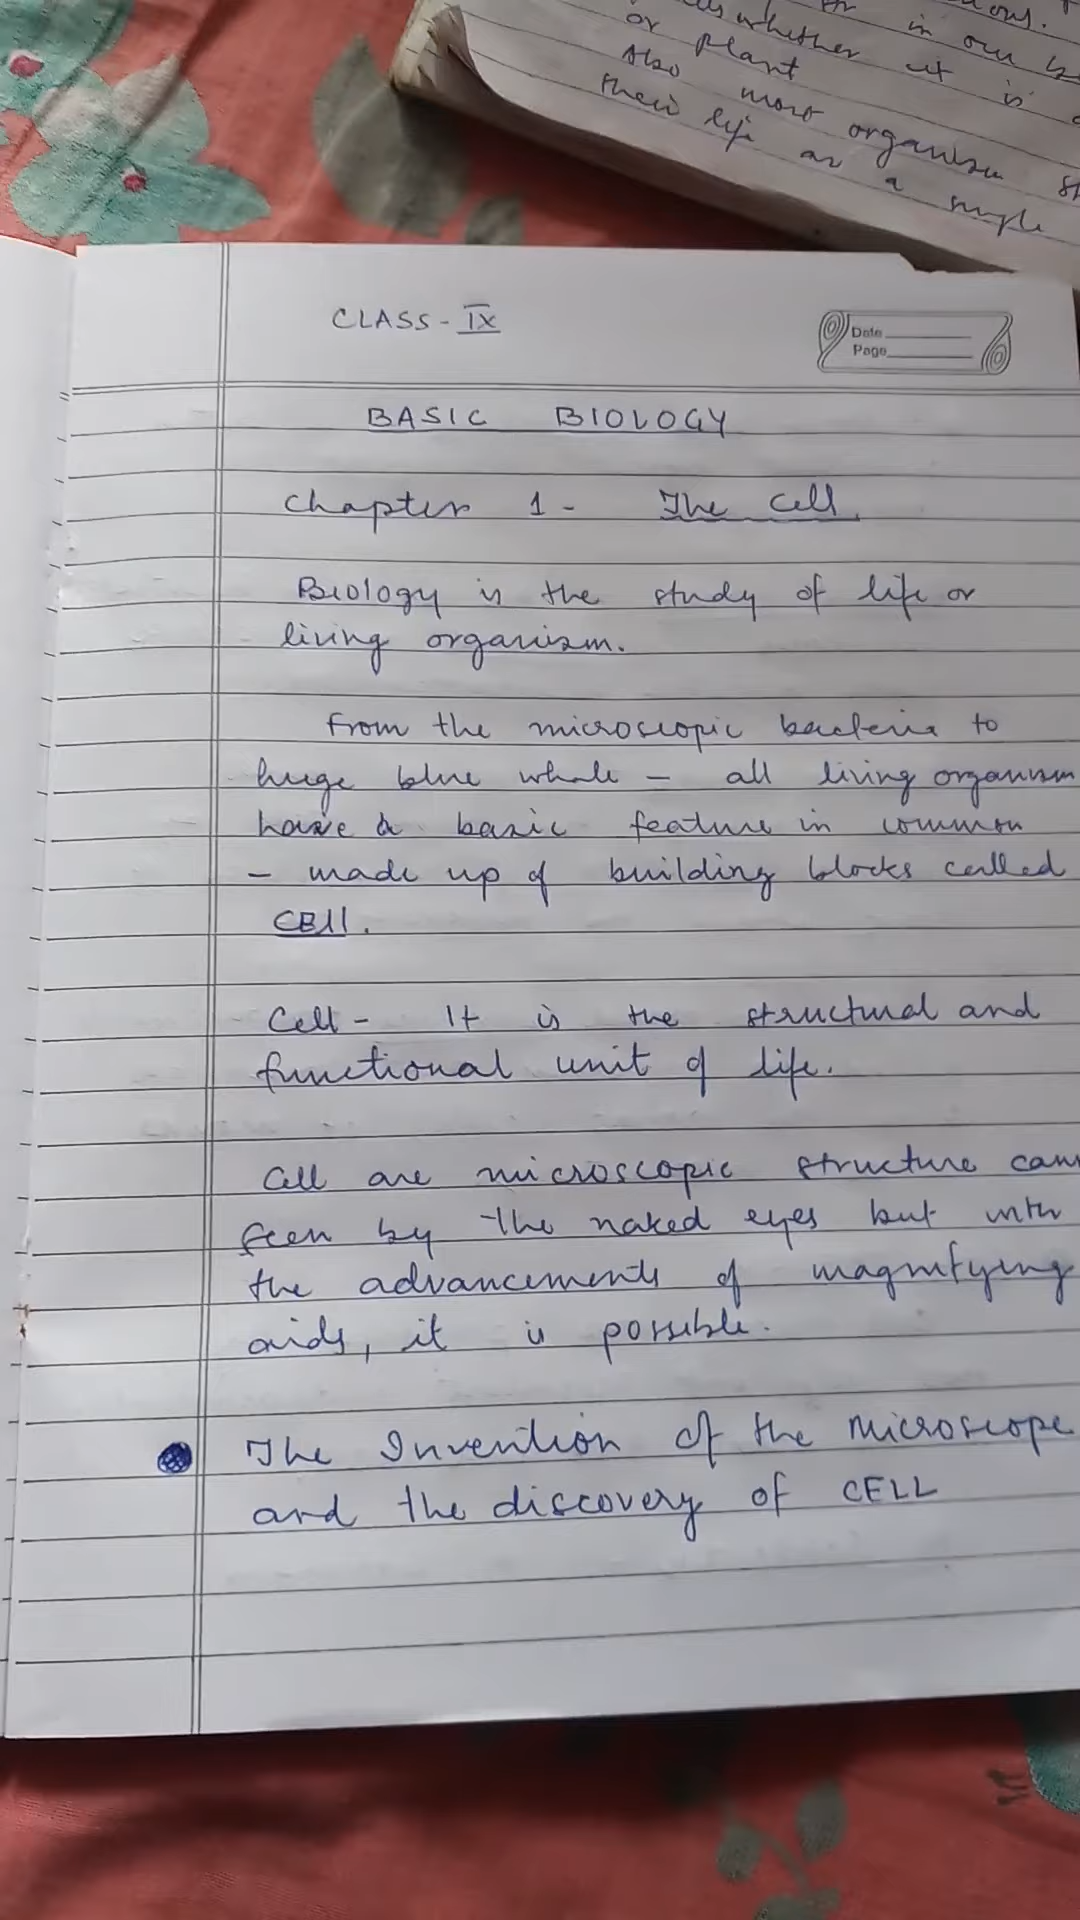 in our
whether it is
or plant
Also most organism
their life as a single
CLASS - IX
Date
Page
BASIC BIOLOGY
Chapter 1 - The Cell
Biology is the study of life or
living organism.
From the microscopic bacteria to
huge blue whale - all living organism
have a basic feature in common
- made up of building blocks called
CEll.
Cell - It is the structural and
functional unit of life.
Cell are microscopic structure
seen by the naked eyes but with
the advancements of magnifying
aids, it is possible.
The Invention of the Microscope
and the discovery of CELL